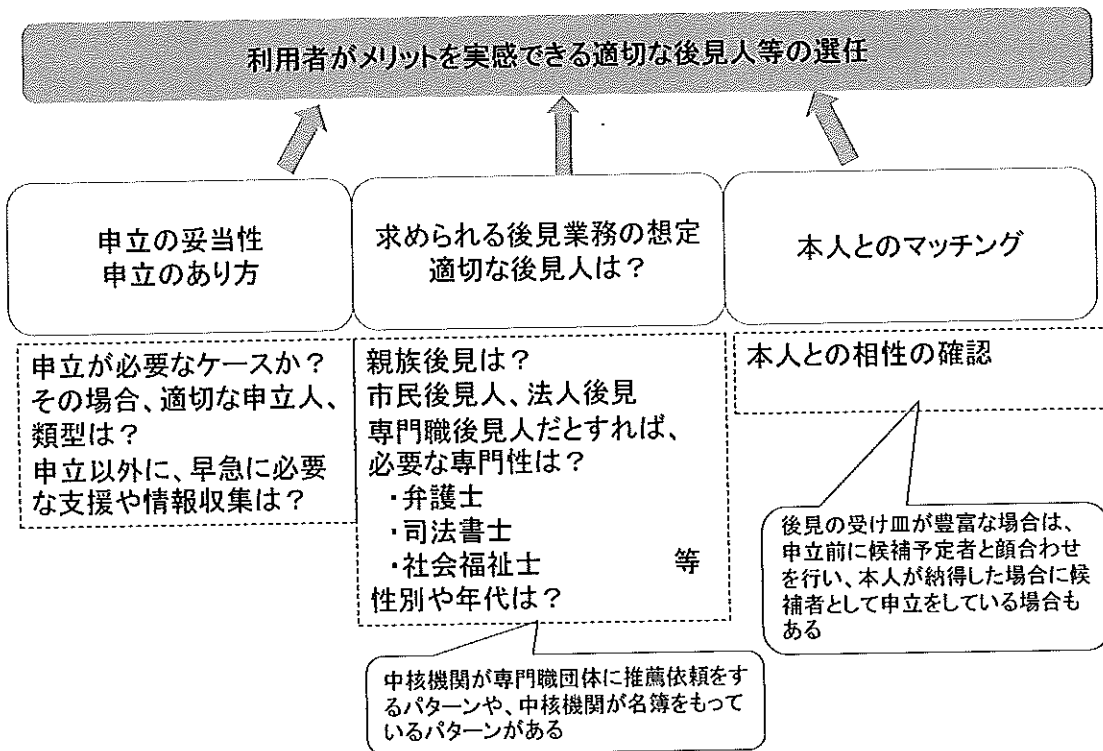 利用者がメリットを実感できる適切な後見人等の選任
申立の妥当性
申立のあり方
求められる後見業務の想定
適切な後見人は？
本人とのマッチング
申立が必要なケースか？
その場合、適切な申立人、
類型は？
申立以外に、早急に必要
な支援や情報収集は？
親族後見は？
市民後見人、法人後見
専門職後見人だとすれば、
必要な専門性は？
・弁護士
・司法書士
・社会福祉士 等
性別や年代は？
本人との相性の確認
後見の受け皿が豊富な場合は、
申立前に候補予定者と顔合わせ
を行い、本人が納得した場合に候
補者として申立をしている場合も
ある
中核機関が専門職団体に推薦依頼をす
るパターンや、中核機関が名簿をもって
いるパターンがある